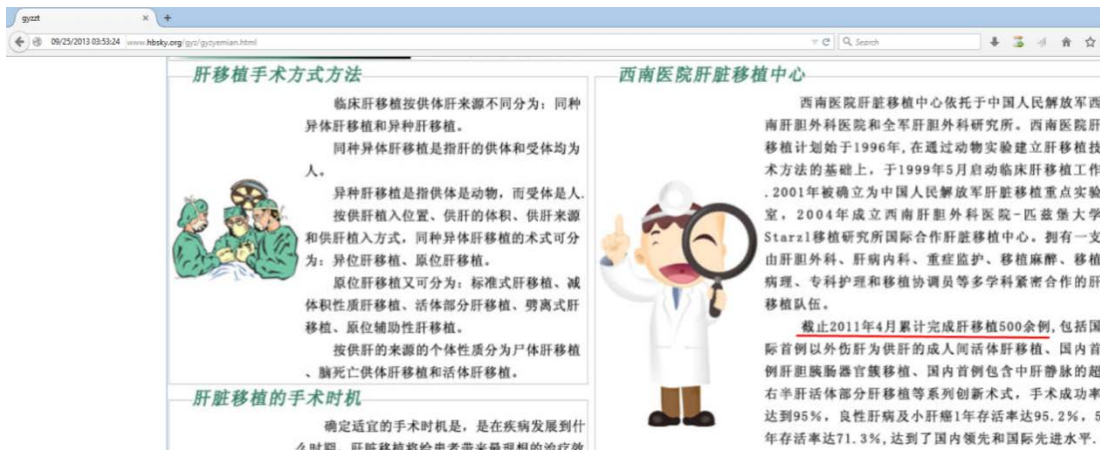 gyzzt
09/25/2013 03:53:24 www.hbsky.org/gyz/gyzyemian.html
Search
肝移植手术方式方法
临床肝移植按供体肝来源不同分为：同种
异体肝移植和异种肝移植。
同种异体肝移植是指肝的供体和受体均为
人。
异种肝移植是指供体是动物，而受体是人.
按供肝植入位置、供肝的体积、供肝来源
和供肝植入方式，同种异体肝移植的术式可分
为：异位肝移植、原位肝移植。
原位肝移植又可分为：标准式肝移植、减
体积性质肝移植、活体部分肝移植、劈离式肝
移植、原位辅助性肝移植。
按供肝的来源的个体性质分为尸体肝移植
、脑死亡供体肝移植和活体肝移植。
肝脏移植的手术时机
确定适宜的手术时机是，是在疾病发展到什
么时期，肝脏移植将给患者带来最理想的治疗效
西南医院肝脏移植中心
西南医院肝脏移植中心依托于中国人民解放军西
南肝胆外科医院和全军肝胆外科研究所。西南医院肝
移植计划始于1996年,在通过动物实验建立肝移植技
术方法的基础上，于1999年5月启动临床肝移植工作
.2001年被确立为中国人民解放军肝脏移植重点实验
室，2004年成立西南肝胆外科医院-匹兹堡大学
Starzl移植研究所国际合作肝脏移植中心。拥有一支
由肝胆外科、肝病内科、重症监护、移植麻醉、移植
病理、专科护理和移植协调员等多学科紧密合作的肝
移植队伍。
截止2011年4月累计完成肝移植500余例,包括国
际首例以外伤肝为供肝的成人间活体肝移植、国内首
例肝胆胰肠器官簇移植、国内首例包含中肝静脉的超
右半肝活体部分肝移植等系列创新术式，手术成功率
达到95%，良性肝病及小肝癌1年存活率达95.2%，5
年存活率达71.3%,达到了国内领先和国际先进水平.